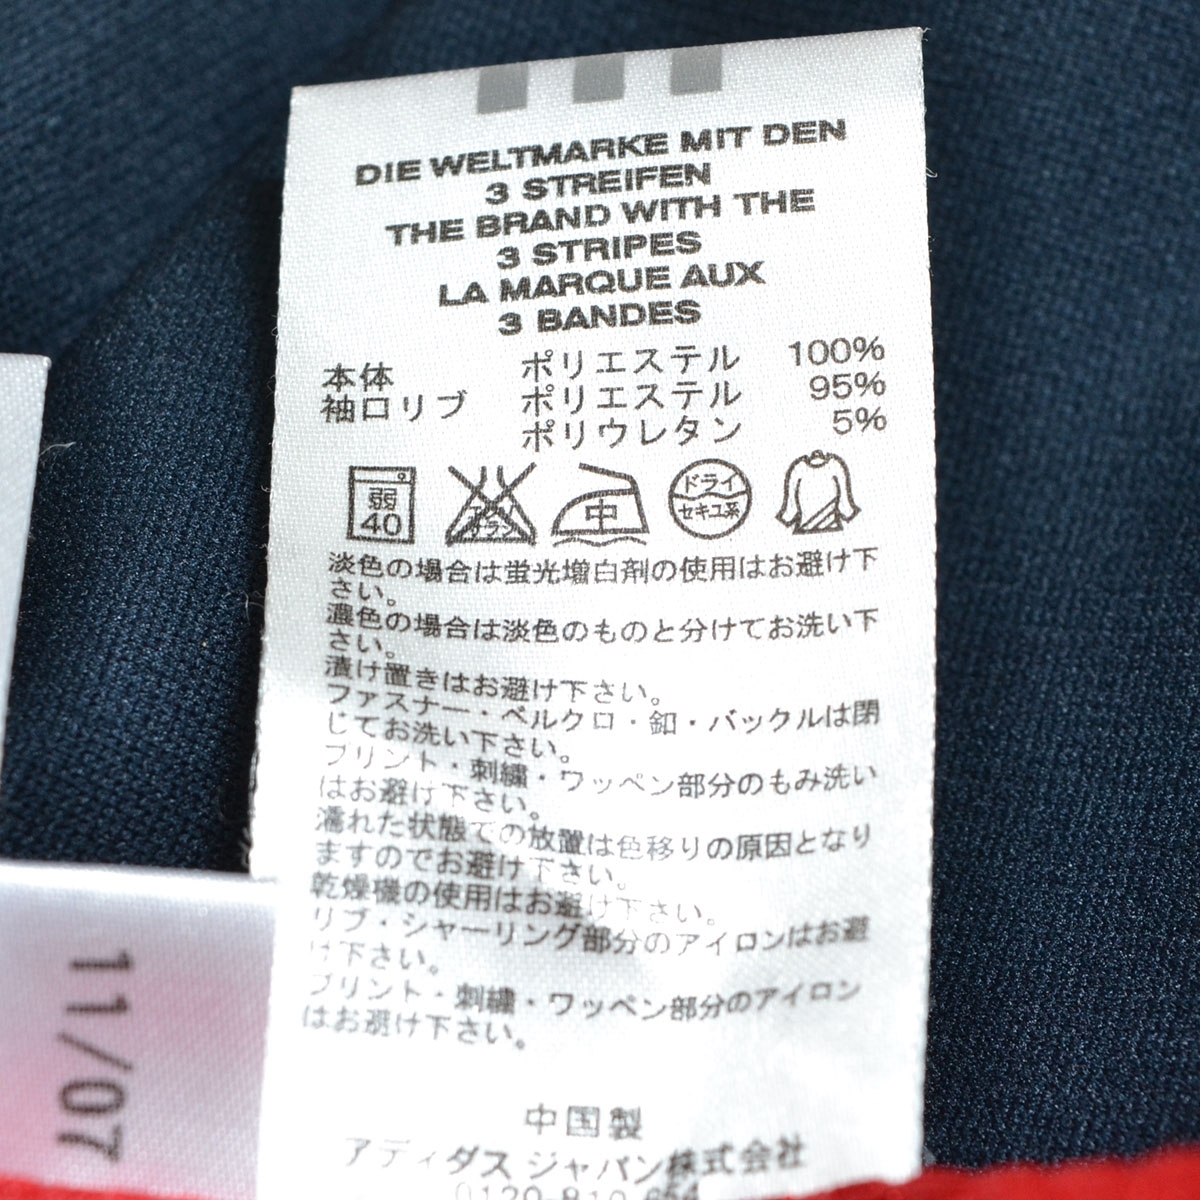 DIE WELTMARKE MIT DEN
3 STREIFEN
THE BRAND WITH THE
3 STRIPES
LA MARQUE AUX
3 BANDES
本体 ポリエステル 100%
袖口リブ ポリエステル 95%
ポリウレタン 5%
弱
40
中
ドライ
セキユ系
淡色の場合は蛍光増白剤の使用はお避け下
さい。
濃色の場合は淡色のものと分けてお洗い下
さい。
漬け置きはお避け下さい。
ファスナー・ベルクロ・釦・バックルは閉
じてお洗い下さい。
プリント・刺繍・ワッペン部分のもみ洗い
はお避け下さい。
濡れた状態での放置は色移りの原因となり
ますのでお避け下さい。
乾燥機の使用はお避け下さい。
リブ・シャーリング部分のアイロンはお避
け下さい。
プリント・刺繍・ワッペン部分のアイロン
はお避け下さい。
中国製
アディダス ジャパン株式会社
0120-810-654
11/07